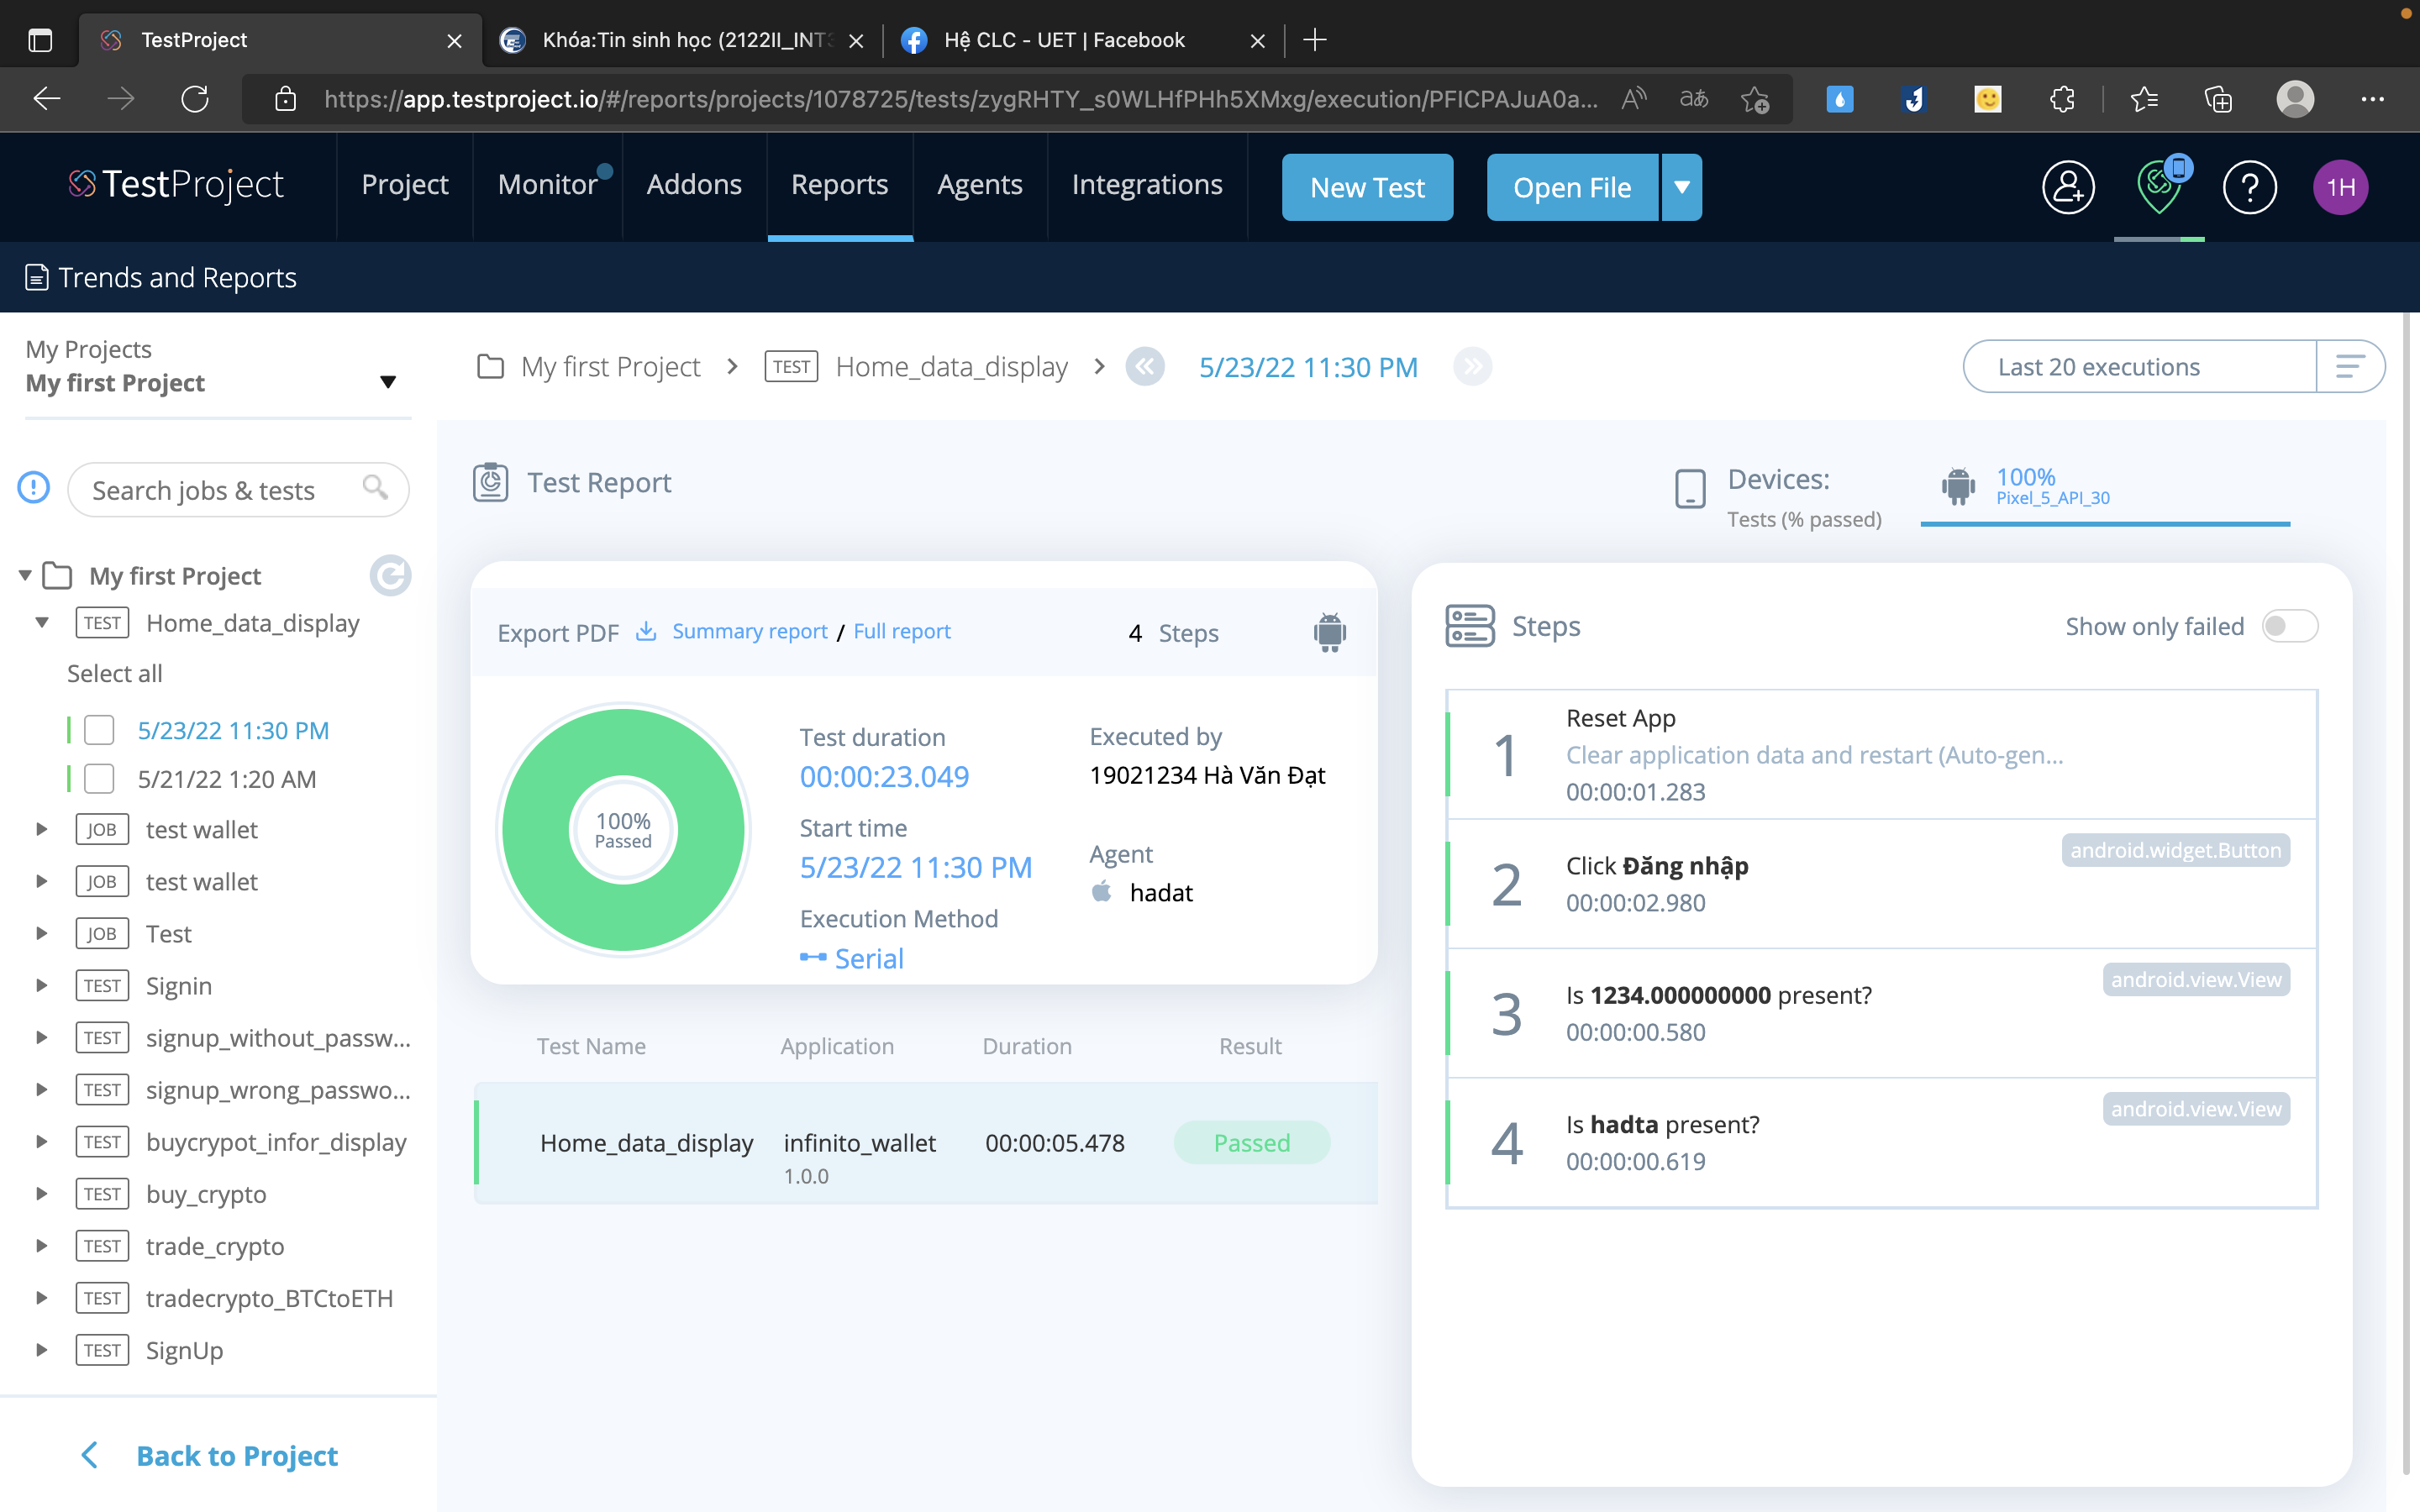 TestProject
Khóa:Tin sinh học (2122II_INT3
Hệ CLC - UET | Facebook
https://app.testproject.io/#/reports/projects/1078725/tests/zygRHTY_s0WLHfPHh5XMxg/execution/PFICPAJuA0a...
TestProject
Project
Monitor
Addons
Reports
Agents
Integrations
New Test
Open File
1H
Trends and Reports
My Projects
My first Project
My first Project
TEST
Home_data_display
5/23/22 11:30 PM
Last 20 executions
Search jobs & tests
My first Project
TEST Home_data_display
Select all
5/23/22 11:30 PM
5/21/22 1:20 AM
JOB test wallet
JOB test wallet
JOB Test
TEST Signin
TEST signup_without_passw...
TEST signup_wrong_passwo...
TEST buycrypot_infor_display
TEST buy_crypto
TEST trade_crypto
TEST tradecrypto_BTCtoETH
TEST SignUp
Back to Project
Test Report
Devices:
Tests (% passed)
100%
Pixel_5_API_30
Export PDF
Summary report / Full report
4 Steps
100%
Passed
Test duration
00:00:23.049
Start time
5/23/22 11:30 PM
Execution Method
Serial
Executed by
19021234 Hà Văn Đạt
Agent
hadat
Test Name Application Duration Result
Home_data_display infinito_wallet 00:00:05.478 Passed
1.0.0
Steps
Show only failed
1
Reset App
Clear application data and restart (Auto-gen...
00:00:01.283
2
Click Đăng nhập
android.widget.Button
00:00:02.980
3
Is 1234.000000000 present?
android.view.View
00:00:00.580
4
Is hadta present?
android.view.View
00:00:00.619